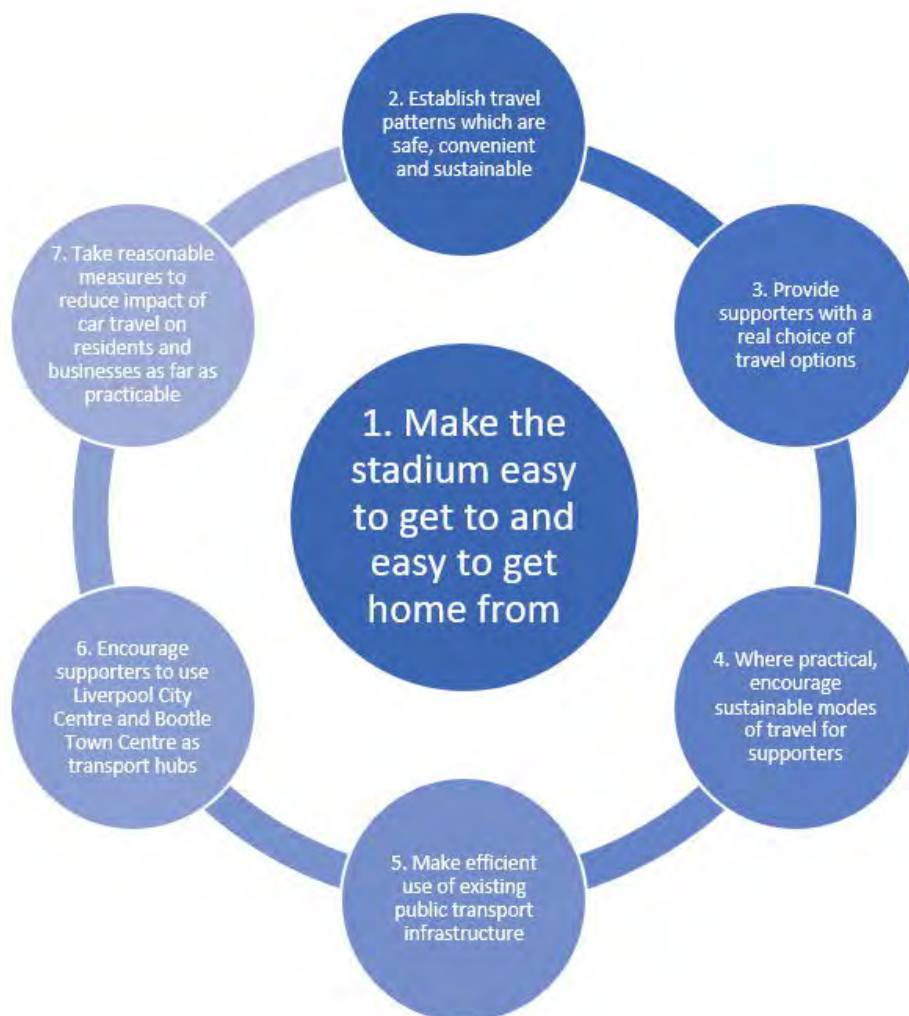 1. Make the
stadium easy
to get to and
easy to get
home from
2. Establish travel
patterns which are
safe, convenient
and sustainable
3. Provide
supporters with a
real choice of
travel options
4. Where practical,
encourage
sustainable modes
of travel for
supporters
5. Make efficient
use of existing
public transport
infrastructure
6. Encourage
supporters to use
Liverpool City
Centre and Bootle
Town Centre as
transport hubs
7. Take reasonable
measures to
reduce impact of
car travel on
residents and
businesses as far as
practicable